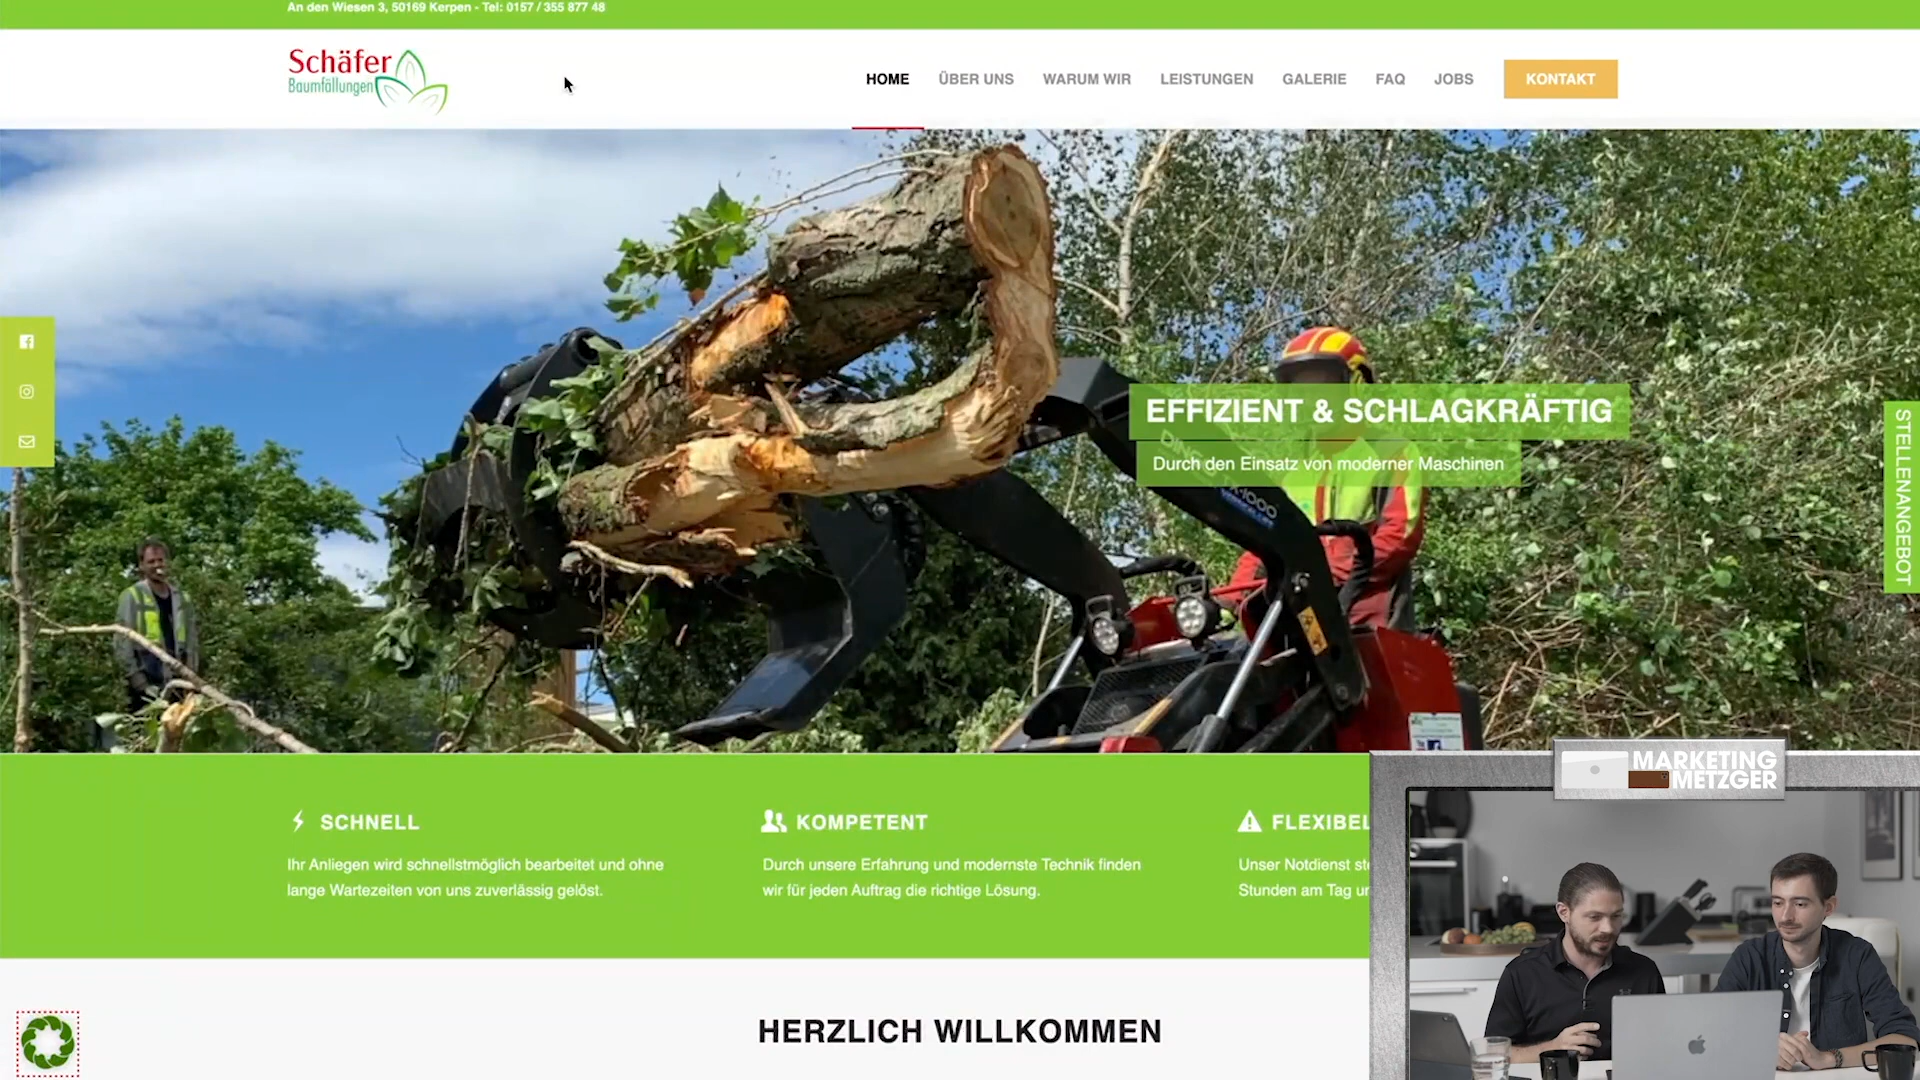 An den Wiesen 3, 50169 Kerpen - Tel: 0157 / 355 877 48
Schäfer
Baumfällungen
HOME ÜBER UNS WARUM WIR LEISTUNGEN GALERIE FAQ JOBS KONTAKT
EFFIZIENT & SCHLAGKRÄFTIG
Durch den Einsatz von moderner Maschinen
STELLENANGEBOT
SCHNELL
Ihr Anliegen wird schnellstmöglich bearbeitet und ohne
lange Wartezeiten von uns zuverlässig gelöst.
KOMPETENT
Durch unsere Erfahrung und modernste Technik finden
wir für jeden Auftrag die richtige Lösung.
FLEXIBEL
Unser Notdienst
Stunden am Tag
MARKETING
METZGER
HERZLICH WILLKOMMEN